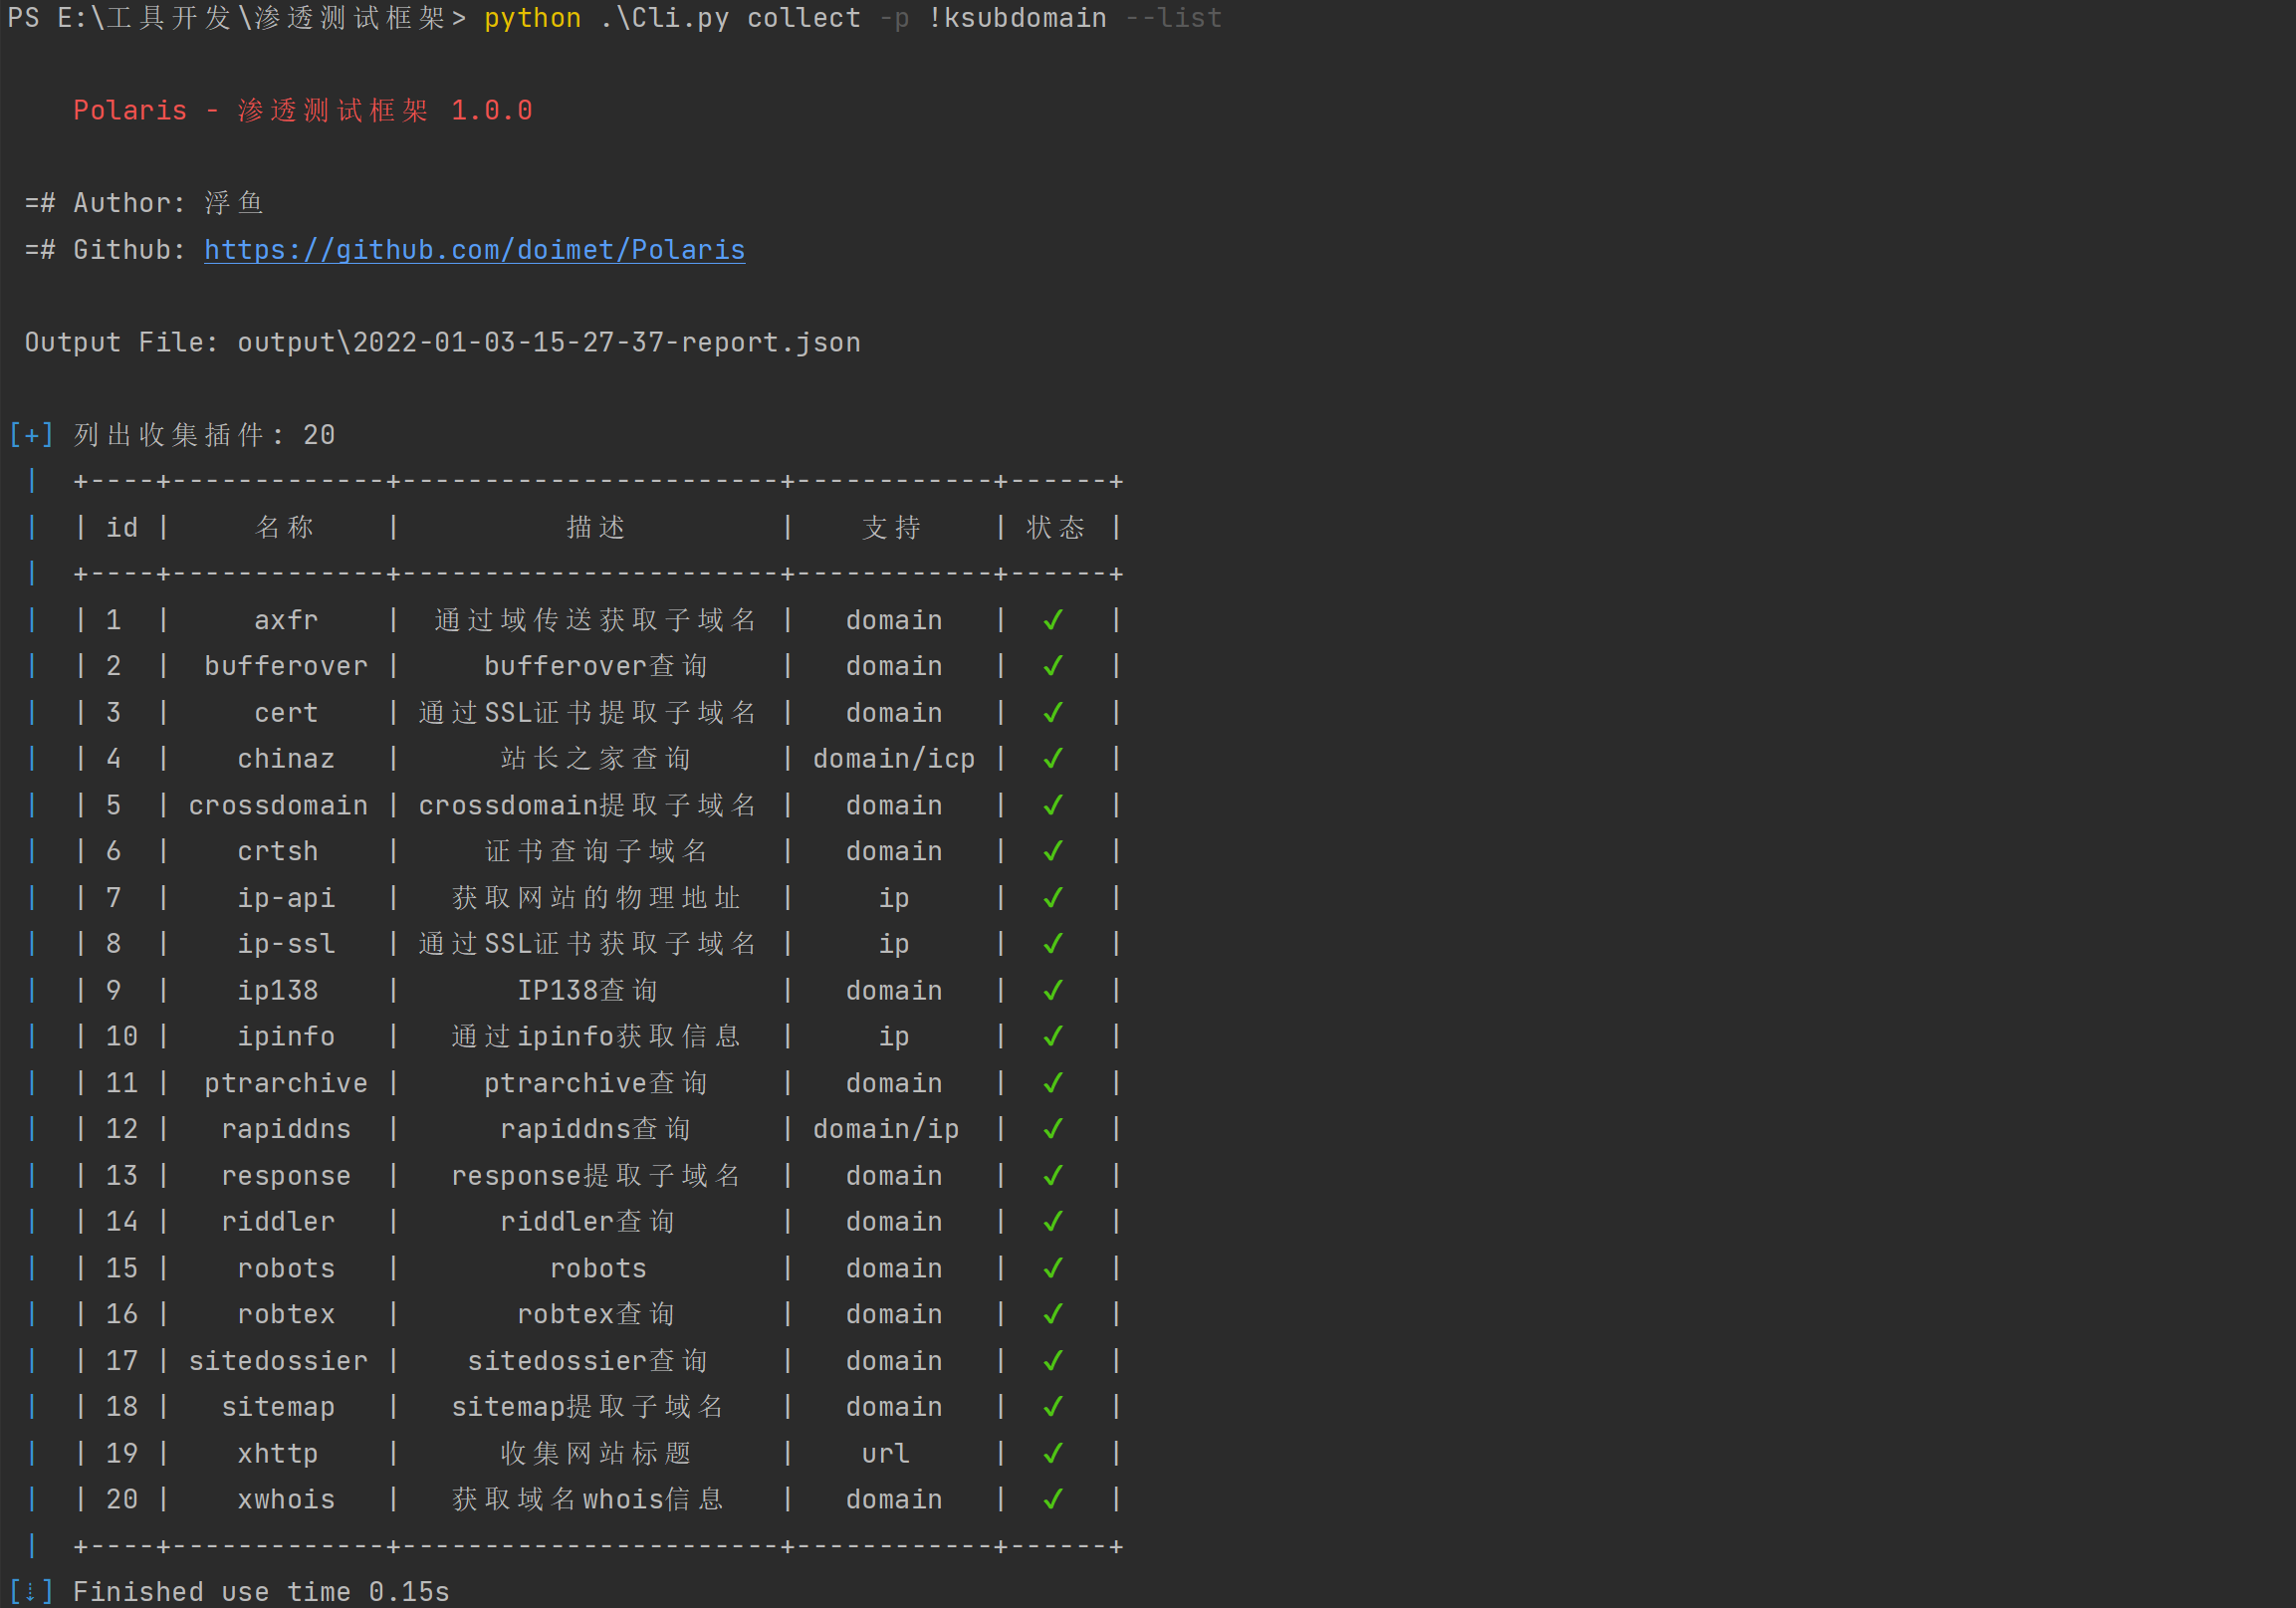 PS E:\工具开发\渗透测试框架> python .\Cli.py collect -p !ksubdomain --list
Polaris - 渗透测试框架 1.0.0
=# Author: 浮鱼
=# Github: https://github.com/doimet/Polaris
Output File: output\2022-01-03-15-27-37-report.json
[+] 列出收集插件: 20
| +----+-------------+-----------------------+------------+------+
| | id | 名称 | 描述 | 支持 | 状态 |
| +----+-------------+-----------------------+------------+------+
| | 1 | axfr | 通过域传送获取子域名 | domain | ✔ |
| | 2 | bufferover | bufferover查询 | domain | ✔ |
| | 3 | cert | 通过SSL证书提取子域名 | domain | ✔ |
| | 4 | chinaz | 站长之家查询 | domain/icp | ✔ |
| | 5 | crossdomain | crossdomain提取子域名 | domain | ✔ |
| | 6 | crtsh | 证书查询子域名 | domain | ✔ |
| | 7 | ip-api | 获取网站的物理地址 | ip | ✔ |
| | 8 | ip-ssl | 通过SSL证书获取子域名 | ip | ✔ |
| | 9 | ip138 | IP138查询 | domain | ✔ |
| | 10 | ipinfo | 通过ipinfo获取信息 | ip | ✔ |
| | 11 | ptrarchive | ptrarchive查询 | domain | ✔ |
| | 12 | rapiddns | rapiddns查询 | domain/ip | ✔ |
| | 13 | response | response提取子域名 | domain | ✔ |
| | 14 | riddler | riddler查询 | domain | ✔ |
| | 15 | robots | robots | domain | ✔ |
| | 16 | robtex | robtex查询 | domain | ✔ |
| | 17 | sitedossier | sitedossier查询 | domain | ✔ |
| | 18 | sitemap | sitemap提取子域名 | domain | ✔ |
| | 19 | xhttp | 收集网站标题 | url | ✔ |
| | 20 | xwhois | 获取域名whois信息 | domain | ✔ |
| +----+-------------+-----------------------+------------+------+
[⇣] Finished use time 0.15s